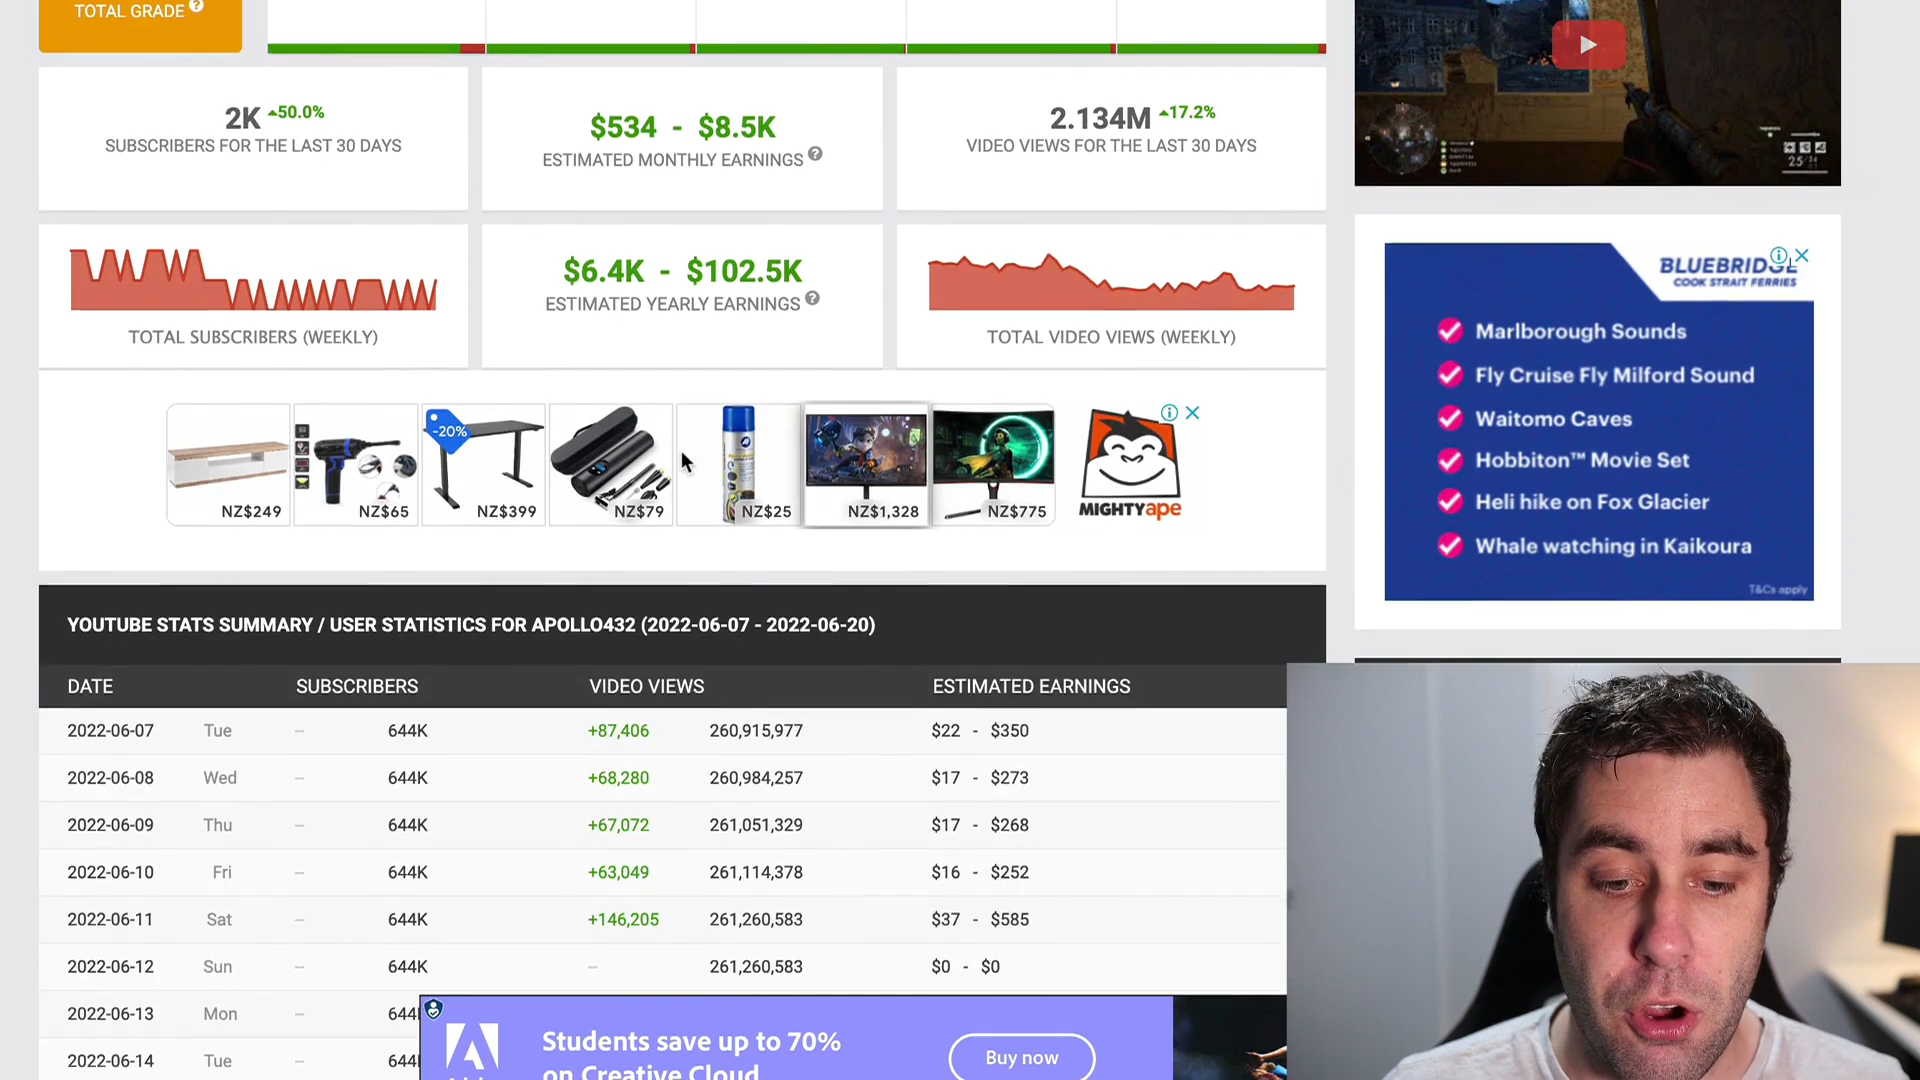 TOTAL GRADE
2K 50.0%
SUBSCRIBERS FOR THE LAST 30 DAYS
$534 - $8.5K
ESTIMATED MONTHLY EARNINGS
2.134M 17.2%
VIDEO VIEWS FOR THE LAST 30 DAYS
25/34
TOTAL SUBSCRIBERS (WEEKLY)
$6.4K - $102.5K
ESTIMATED YEARLY EARNINGS
TOTAL VIDEO VIEWS (WEEKLY)
BLUEBRIDGE
COOK STRAIT FERRIES
Marlborough Sounds
Fly Cruise Fly Milford Sound
Waitomo Caves
Hobbiton™ Movie Set
Heli hike on Fox Glacier
Whale watching in Kaikoura
T&Cs apply
-20%
NZ$249
NZ$65
NZ$399
NZ$79
NZ$25
NZ$1,328
NZ$775
MIGHTYape
YOUTUBE STATS SUMMARY / USER STATISTICS FOR APOLLO432 (2022-06-07 - 2022-06-20)
DATE SUBSCRIBERS VIDEO VIEWS ESTIMATED EARNINGS
2022-06-07 Tue -- 644K +87,406 260,915,977 $22 - $350
2022-06-08 Wed -- 644K +68,280 260,984,257 $17 - $273
2022-06-09 Thu -- 644K +67,072 261,051,329 $17 - $268
2022-06-10 Fri -- 644K +63,049 261,114,378 $16 - $252
2022-06-11 Sat -- 644K +146,205 261,260,583 $37 - $585
2022-06-12 Sun -- 644K -- 261,260,583 $0 - $0
2022-06-13 Mon -- 644
2022-06-14 Tue -- 644
Students save up to 70%
on Creative Cloud
Buy now